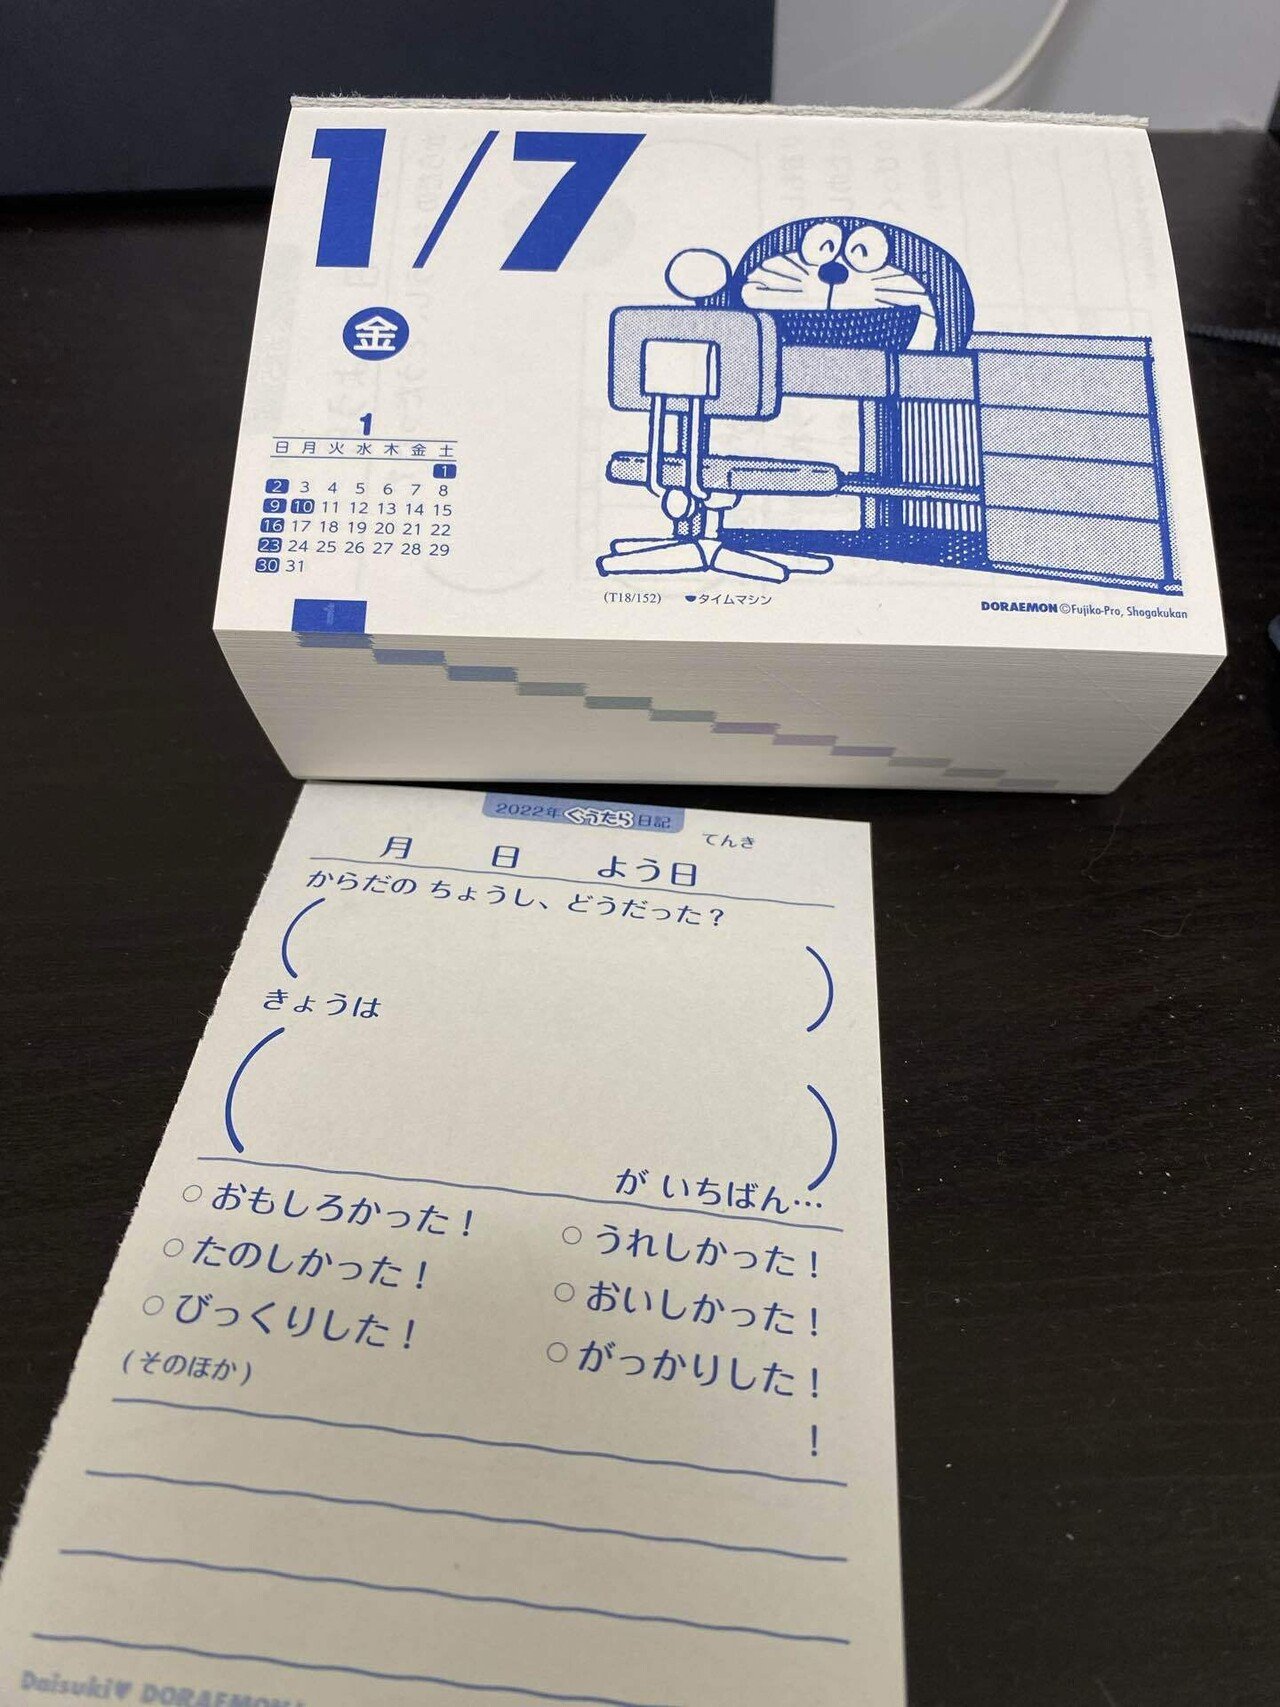 1/7
金
1
日 月 火 水 木 金 土
1
2 3 4 5 6 7 8
9 10 11 12 13 14 15
16 17 18 19 20 21 22
23 24 25 26 27 28 29
30 31
(T18/152) タイムマシン
DORAEMON ©Fujiko-Pro, Shogakukan
1
2022年 ぐうたら日記
てんき
月 日 よう日
からだの ちょうし、どうだった?
きょうは
が いちばん…
○ おもしろかった!
○ うれしかった!
○ たのしかった!
○ おいしかった!
○ びっくりした!
○ がっかりした!
(そのほか)
!
Daisuki♥ DORAEMON